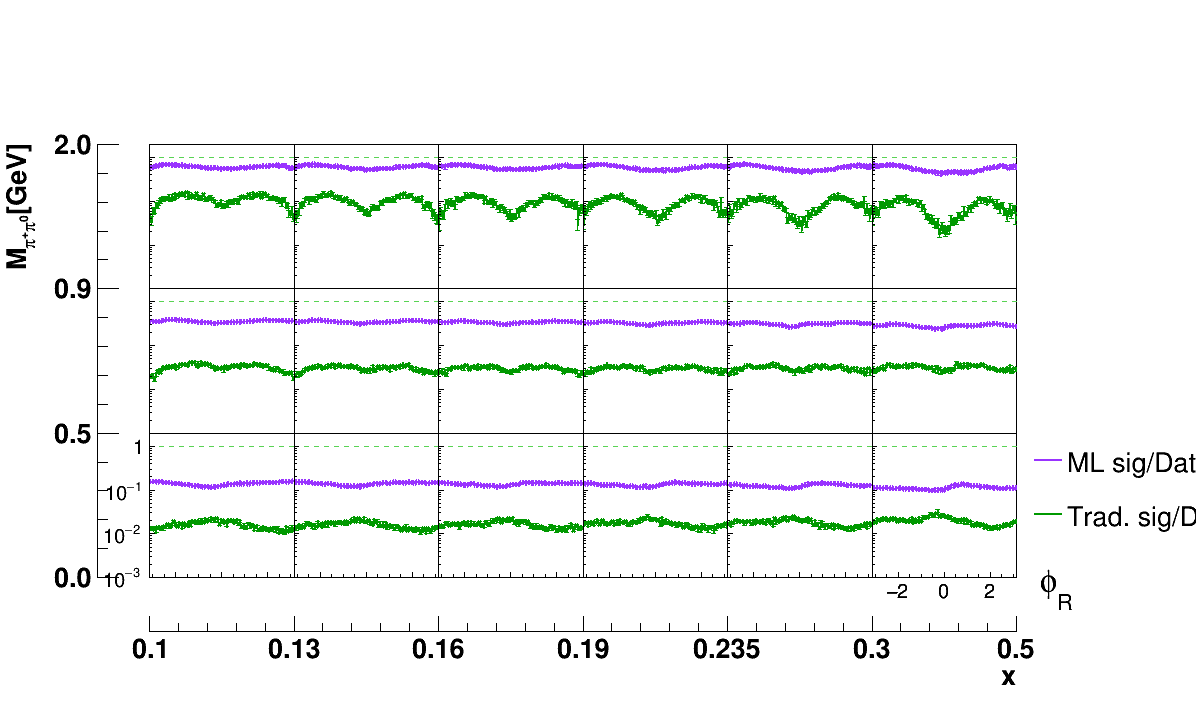 2.0
M_{π⁺π⁰}[GeV]
0.9
0.5
1
10⁻¹
10⁻²
10⁻³
0.0
ML sig/Dat
Trad. sig/D
−2 0 2
ϕ_R
0.1 0.13 0.16 0.19 0.235 0.3 0.5
x